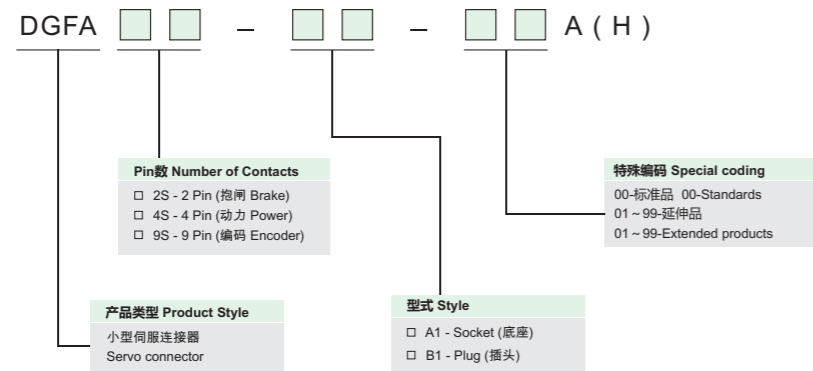 DGFA □ □ – □ □ – □ □ A ( H )
Pin数 Number of Contacts
□ 2S - 2 Pin (抱闸 Brake)
□ 4S - 4 Pin (动力 Power)
□ 9S - 9 Pin (编码 Encoder)
特殊编码 Special coding
00-标准品 00-Standards
01～99-延伸品
01～99-Extended products
产品类型 Product Style
小型伺服连接器
Servo connector
型式 Style
□ A1 - Socket (底座)
□ B1 - Plug (插头)